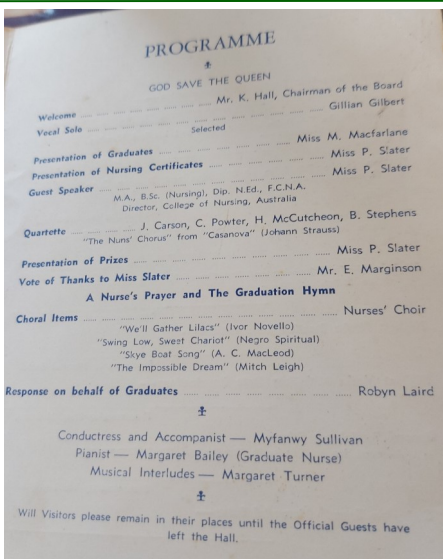 PROGRAMME
GOD SAVE THE QUEEN
Welcome ........ Mr. K. Hall, Chairman of the Board
Vocal Solo ........ Gillian Gilbert
Selected
Presentation of Graduates ........ Miss M. Macfarlane
Presentation of Nursing Certificates ........ Miss P. Slater
Guest Speaker ........ Miss P. Slater
M.A., B.Sc. (Nursing), Dip. N.Ed., F.C.N.A.
Director, College of Nursing, Australia
Quartette ........ J. Carson, C. Powter, H. McCutcheon, B. Stephens
"The Nuns' Chorus" from "Casanova" (Johann Strauss)
Presentation of Prizes ........ Miss P. Slater
Vote of Thanks to Miss Slater ........ Mr. E. Marginson
A Nurse's Prayer and The Graduation Hymn
Choral Items ........ Nurses' Choir
"We'll Gather Lilacs" (Ivor Novello)
"Swing Low, Sweet Chariot" (Negro Spiritual)
"Skye Boat Song" (A. C. MacLeod)
"The Impossible Dream" (Mitch Leigh)
Response on behalf of Graduates ........ Robyn Laird
Conductress and Accompanist — Myfanwy Sullivan
Pianist — Margaret Bailey (Graduate Nurse)
Musical Interludes — Margaret Turner
Will Visitors please remain in their places until the Official Guests have
left the Hall.